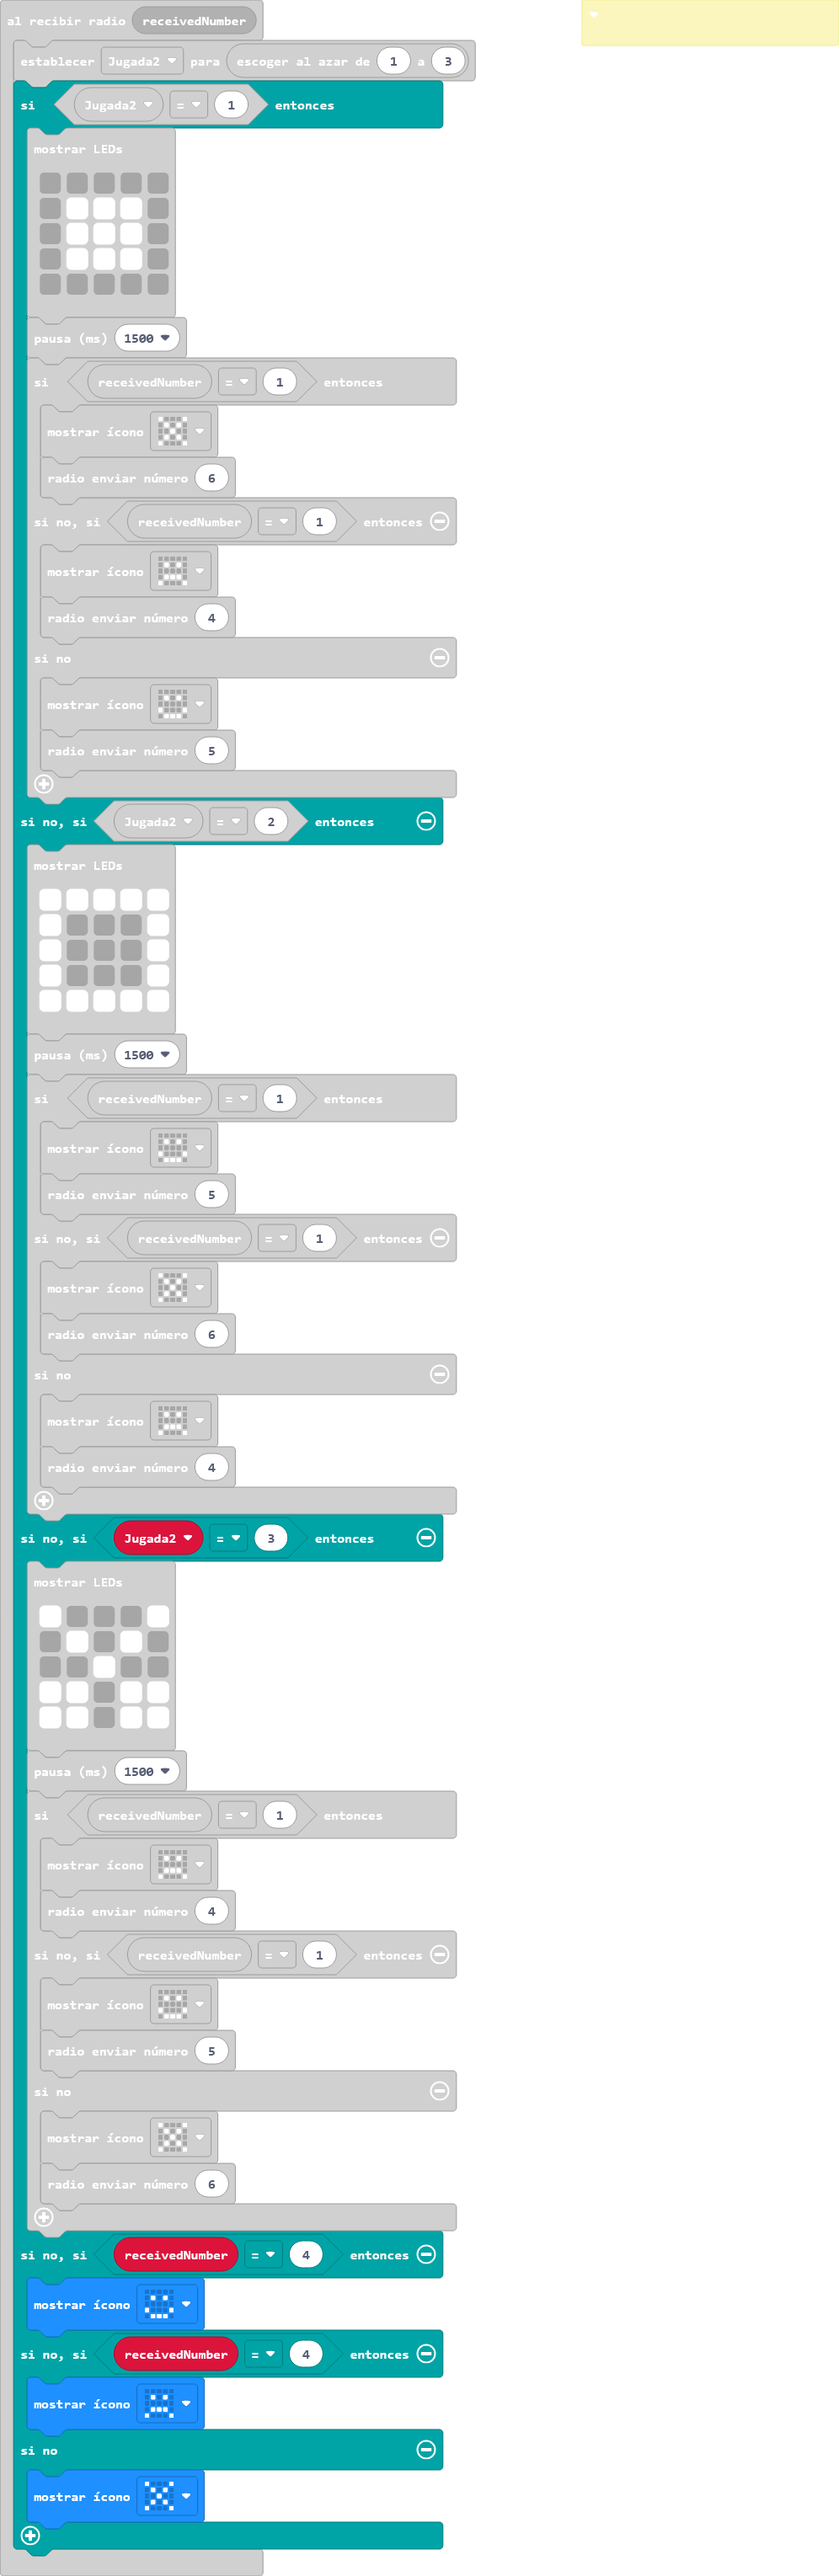 al recibir radio receivedNumber
establecer Jugada2 para escoger al azar de 1 a 3
si Jugada2 = 1 entonces
mostrar LEDs
pausa (ms) 1500
si receivedNumber = 1 entonces
mostrar ícono
radio enviar número 6
si no, si receivedNumber = 1 entonces
mostrar ícono
radio enviar número 4
si no
mostrar ícono
radio enviar número 5
si no, si Jugada2 = 2 entonces
mostrar LEDs
pausa (ms) 1500
si receivedNumber = 1 entonces
mostrar ícono
radio enviar número 5
si no, si receivedNumber = 1 entonces
mostrar ícono
radio enviar número 6
si no
mostrar ícono
radio enviar número 4
si no, si Jugada2 = 3 entonces
mostrar LEDs
pausa (ms) 1500
si receivedNumber = 1 entonces
mostrar ícono
radio enviar número 4
si no, si receivedNumber = 1 entonces
mostrar ícono
radio enviar número 5
si no
mostrar ícono
radio enviar número 6
si no, si receivedNumber = 4 entonces
mostrar ícono
si no, si receivedNumber = 4 entonces
mostrar ícono
si no
mostrar ícono